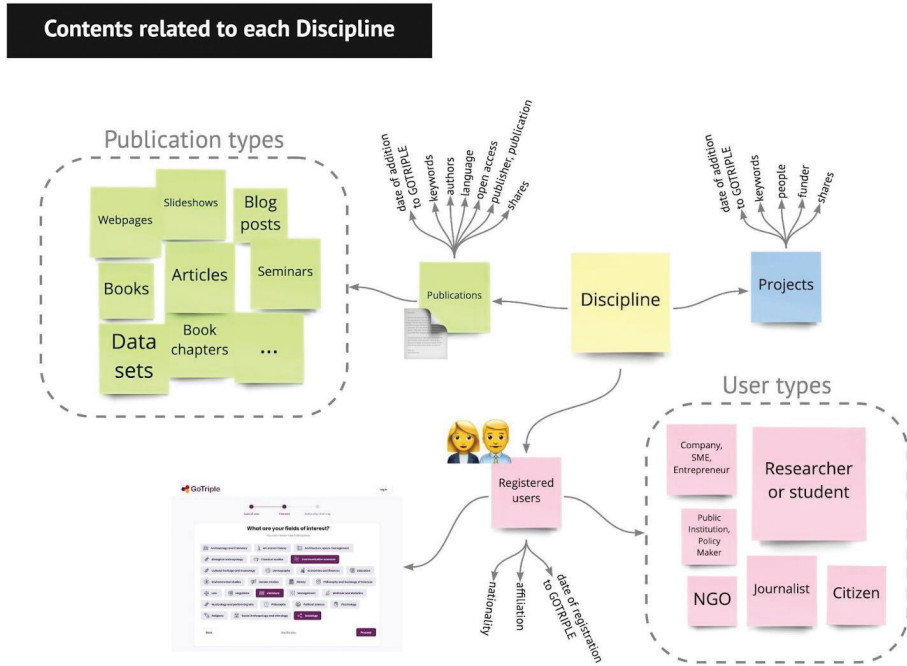 Contents related to each Discipline
Publication types
Webpages
Slideshows
Blog
posts
Books
Articles
Seminars
Data
sets
Book
chapters
...
date of addition
to GOTRIPLE
keywords
authors
language
open access
publisher, publication
shares
Publications
Discipline
date of addition
to GOTRIPLE
keywords
people
funder
shares
Projects
Registered
users
nationality
affiliation
date of registration
to GOTRIPLE
User types
Company,
SME,
Entrepreneur
Researcher
or student
Public
Institution,
Policy
Maker
NGO
Journalist
Citizen
GoTriple
What are your fields of interest?